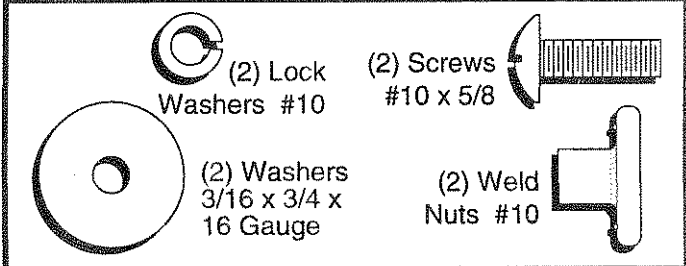 (2) Lock
Washers #10
(2) Screws
#10 x 5/8
(2) Washers
3/16 x 3/4 x
16 Gauge
(2) Weld
Nuts #10